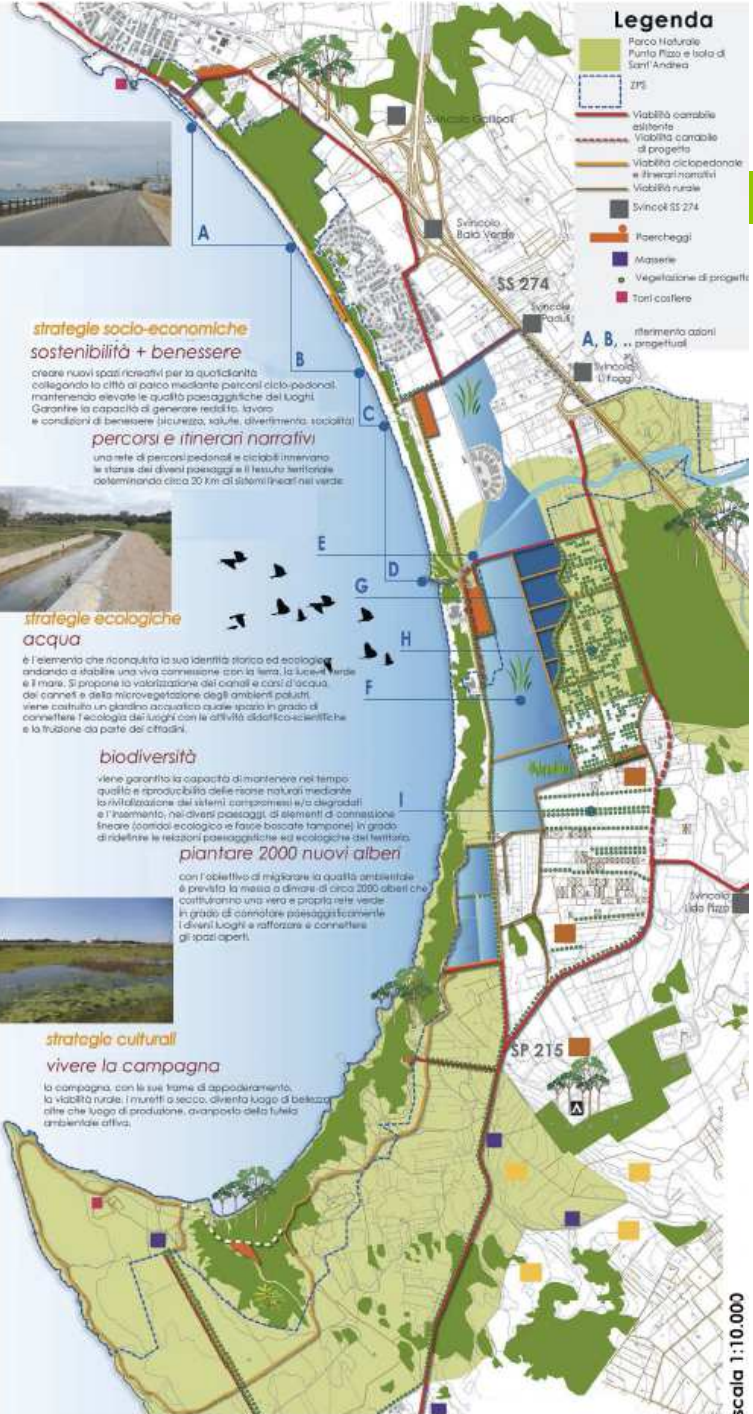 Legenda
Parco Naturale
Punta Pizzo e Isola di
Sant'Andrea
ZPS
Viabilità carrabile
esistente
Viabilità carrabile
di progetto
Viabilità ciclopedonale
e itinerari narrativi
Viabilità rurale
Svincoli SS 274
Paercheggi
Masserie
Vegetazione di progetto
Torri costiere
A, B, .. riferimento azioni
progettuali
Svincolo Gallipoli
Svincolo
Baia Verde
SS 274
Svincolo
Paduli
Svincolo
Li Foggi
A
B
C
strategie socio-economiche
sostenibilità + benessere
creare nuovi spazi ricreativi per la quotidianità
collegando la città al parco mediante percorsi ciclo-pedonali,
mantenendo elevate le qualità paesaggistiche dei luoghi.
Garantire la capacità di generare reddito, lavoro
e condizioni di benessere (sicurezza, salute, divertimento, socialità)
percorsi e itinerari narrativi
una rete di percorsi pedonali e ciclabili innervano
le stanze dei diversi paesaggi e il tessuto territoriale
determinando circa 20 Km di sistemi lineari nel verde
E
D
G
H
F
I
strategie ecologiche
acqua
è l'elemento che riconquista la sua identità storica ed ecologica
andando a stabilire una viva connessione con la terra, la luce, il verde
e il mare. Si propone la valorizzazione dei canali e corsi d'acqua,
dei canneti e della microvegetazione degli ambienti palustri.
viene costruito un giardino acquatico quale spazio in grado di
connettere l'ecologia dei luoghi con le attività didattico-scientifiche
e la fruizione da parte dei cittadini.
biodiversità
viene garantita la capacità di mantenere nel tempo
qualità e riproducibilità delle risorse naturali mediante
la rivitalizzazione dei sistemi compromessi e/o degradati
e l'inserimento, nei diversi paesaggi, di elementi di connessione
lineare (corridoi ecologico ie fasce boscate tampone) in grado
di ridefinire le relazioni paesaggistiche ed ecologiche del territorio.
piantare 2000 nuovi alberi
con l'obiettivo di migliorare la qualità ambientale
è prevista la messa a dimora di circa 2000 alberi che
costituiranno una vera e propria rete verde
in grado di connotare paesaggisticamente
i diversi luoghi e rafforzare e connettere
gli spazi aperti.
Svincolo
Lido Pizzo
strategie culturali
vivere la campagna
la campagna, con le sue trame di appoderamento,
la viabilità rurale, i muretti a secco, diventa luogo di bellezza
oltre che luogo di produzione, avamposto della tutela
ambientale attiva.
SP 215
scala 1:10.000